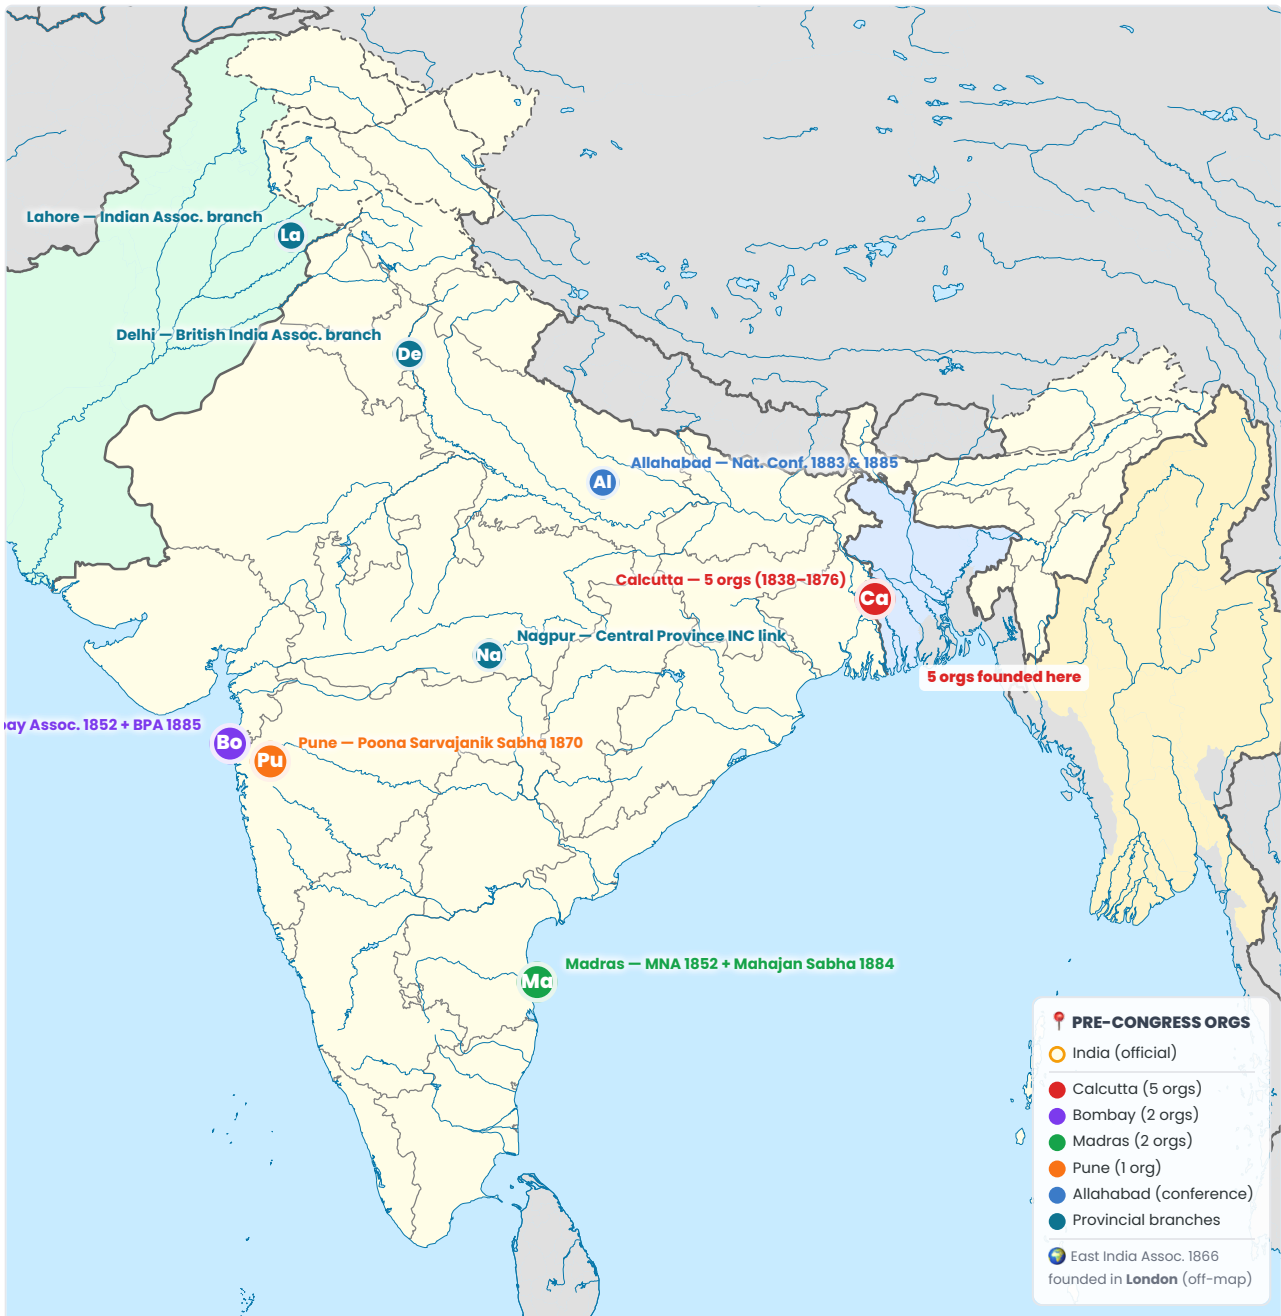 Lahore — Indian Assoc. branch
La
Delhi — British India Assoc. branch
De
Allahabad — Nat. Conf. 1883 & 1885
Al
Calcutta — 5 orgs (1838–1876)
Ca
Nagpur — Central Province INC link
Na
5 orgs founded here
Assoc. 1852 + BPA 1885
Bo
Pune — Poona Sarvajanik Sabha 1870
Pu
Madras — MNA 1852 + Mahajan Sabha 1884
Ma
📍 PRE-CONGRESS ORGS
India (official)
Calcutta (5 orgs)
Bombay (2 orgs)
Madras (2 orgs)
Pune (1 org)
Allahabad (conference)
Provincial branches
🌍 East India Assoc. 1866
founded in London (off-map)